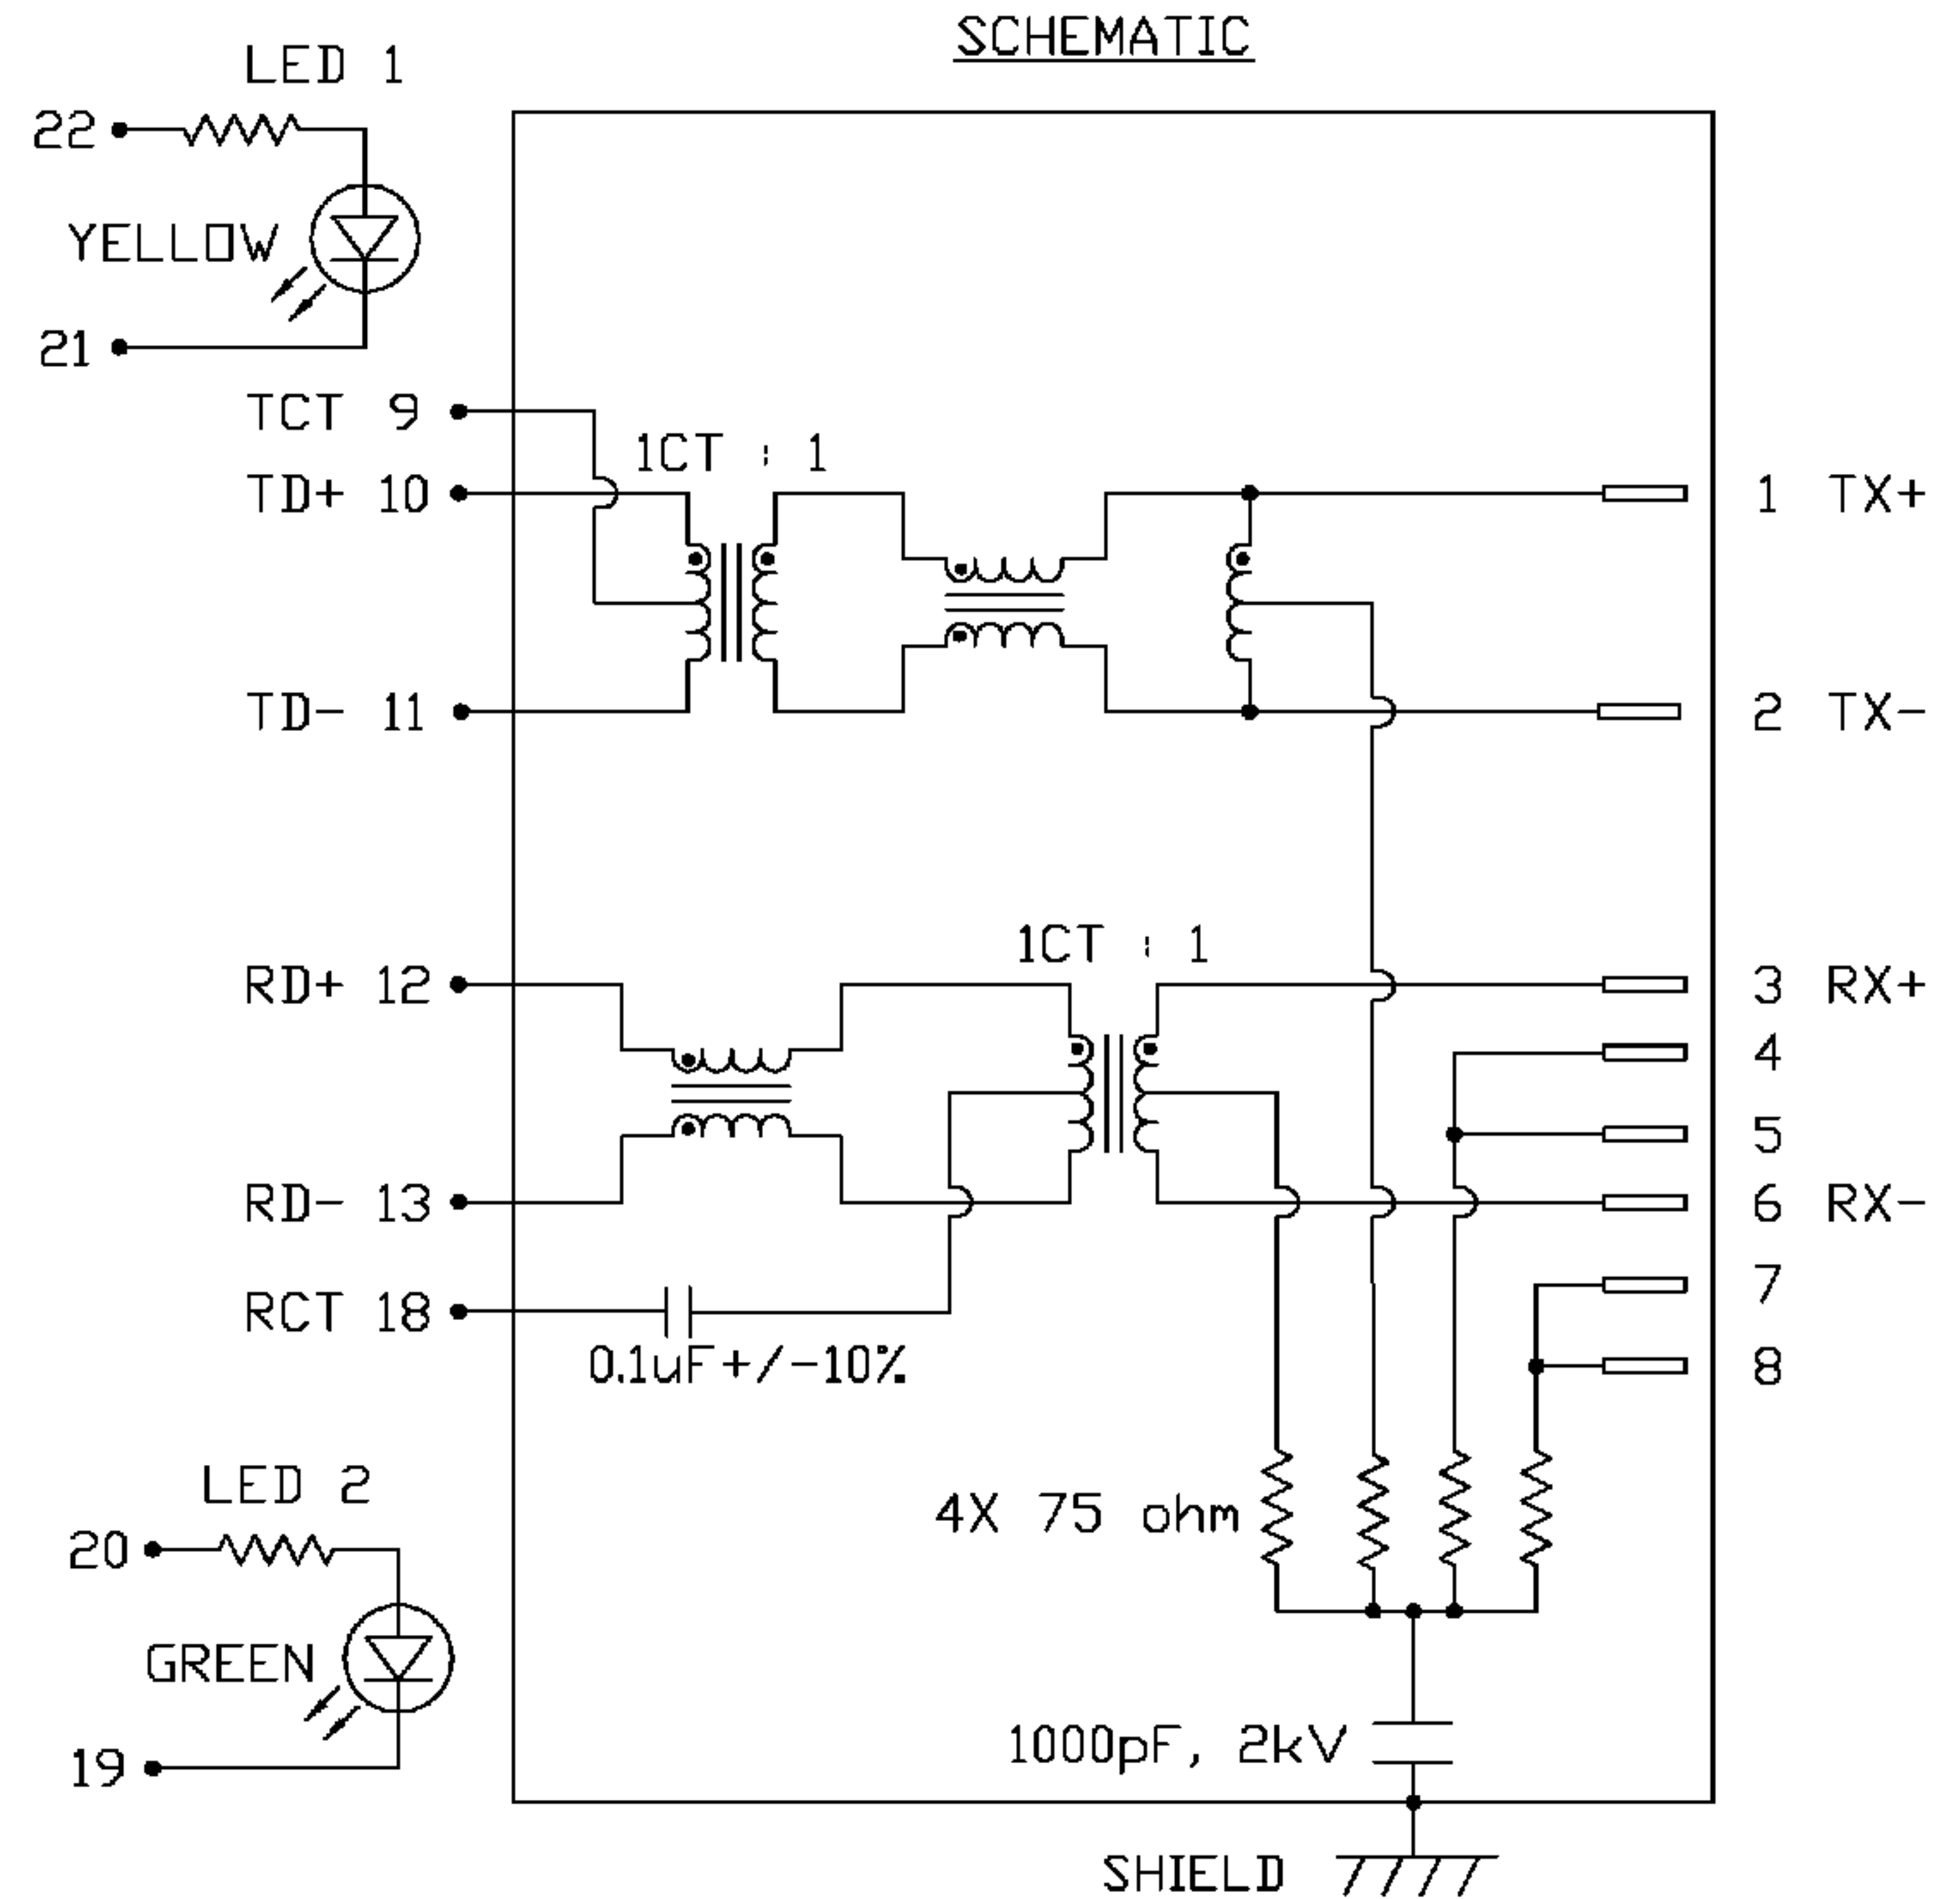 SCHEMATIC
LED 1
22
YELLOW
21
TCT 9
1CT : 1
TD+ 10
1 TX+
TD- 11
2 TX-
1CT : 1
RD+ 12
3 RX+
4
5
RD- 13
6 RX-
7
RCT 18
0.1uF+/-10%.
8
LED 2
4X 75 ohm
20
GREEN
19
1000pF, 2kV
SHIELD